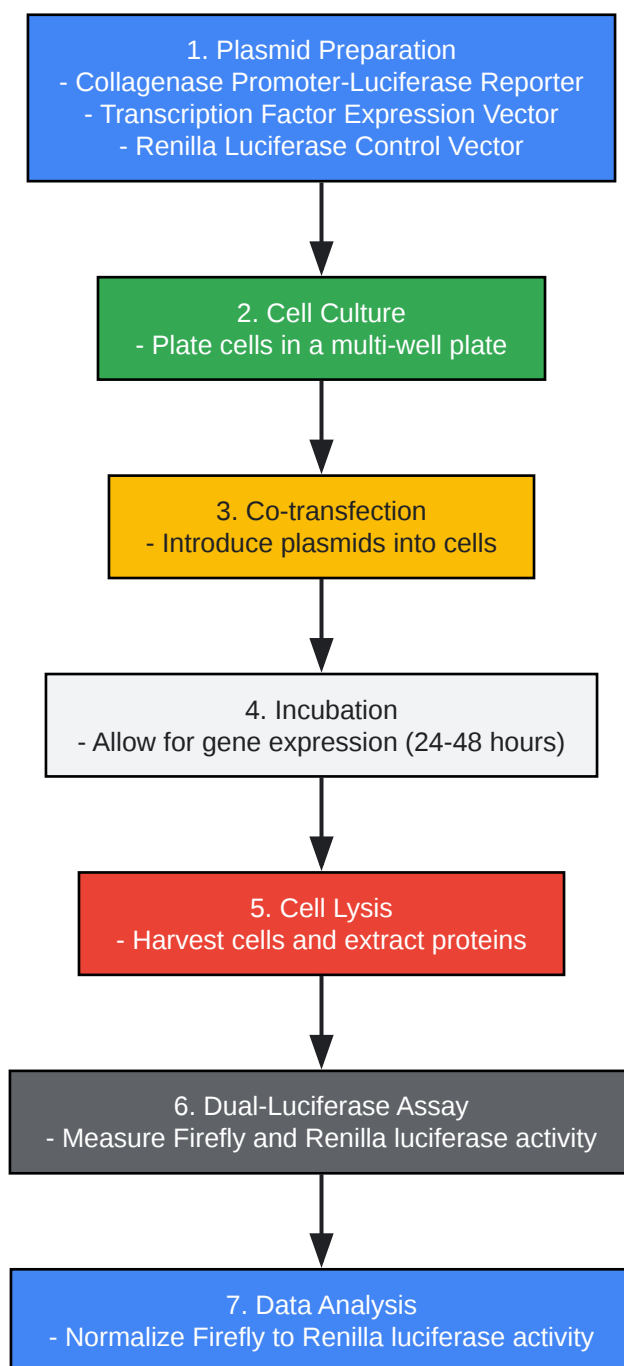 1. Plasmid Preparation
- Collagenase Promoter-Luciferase Reporter
- Transcription Factor Expression Vector
- Renilla Luciferase Control Vector
2. Cell Culture
- Plate cells in a multi-well plate
3. Co-transfection
- Introduce plasmids into cells
4. Incubation
- Allow for gene expression (24-48 hours)
5. Cell Lysis
- Harvest cells and extract proteins
6. Dual-Luciferase Assay
- Measure Firefly and Renilla luciferase activity
7. Data Analysis
- Normalize Firefly to Renilla luciferase activity